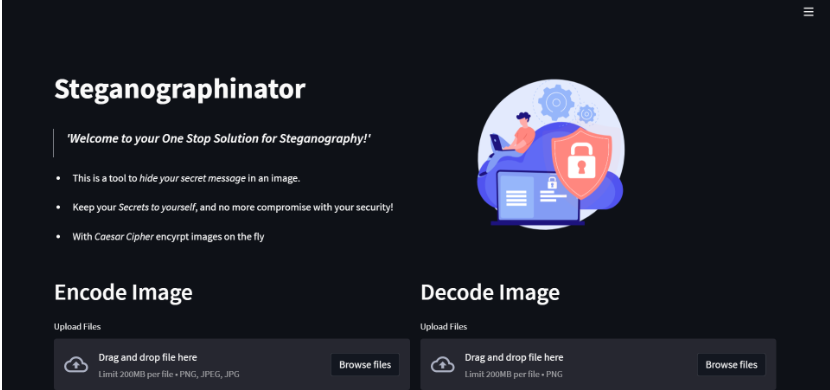 Steganographinator
'Welcome to your One Stop Solution for Steganography!'
• This is a tool to hide your secret message in an image.
• Keep your Secrets to yourself, and no more compromise with your security!
• With Caesar Cipher encyrpt images on the fly
Encode Image
Decode Image
Upload Files
Upload Files
Drag and drop file here
Limit 200MB per file • PNG, JPEG, JPG
Browse files
Drag and drop file here
Limit 200MB per file • PNG
Browse files